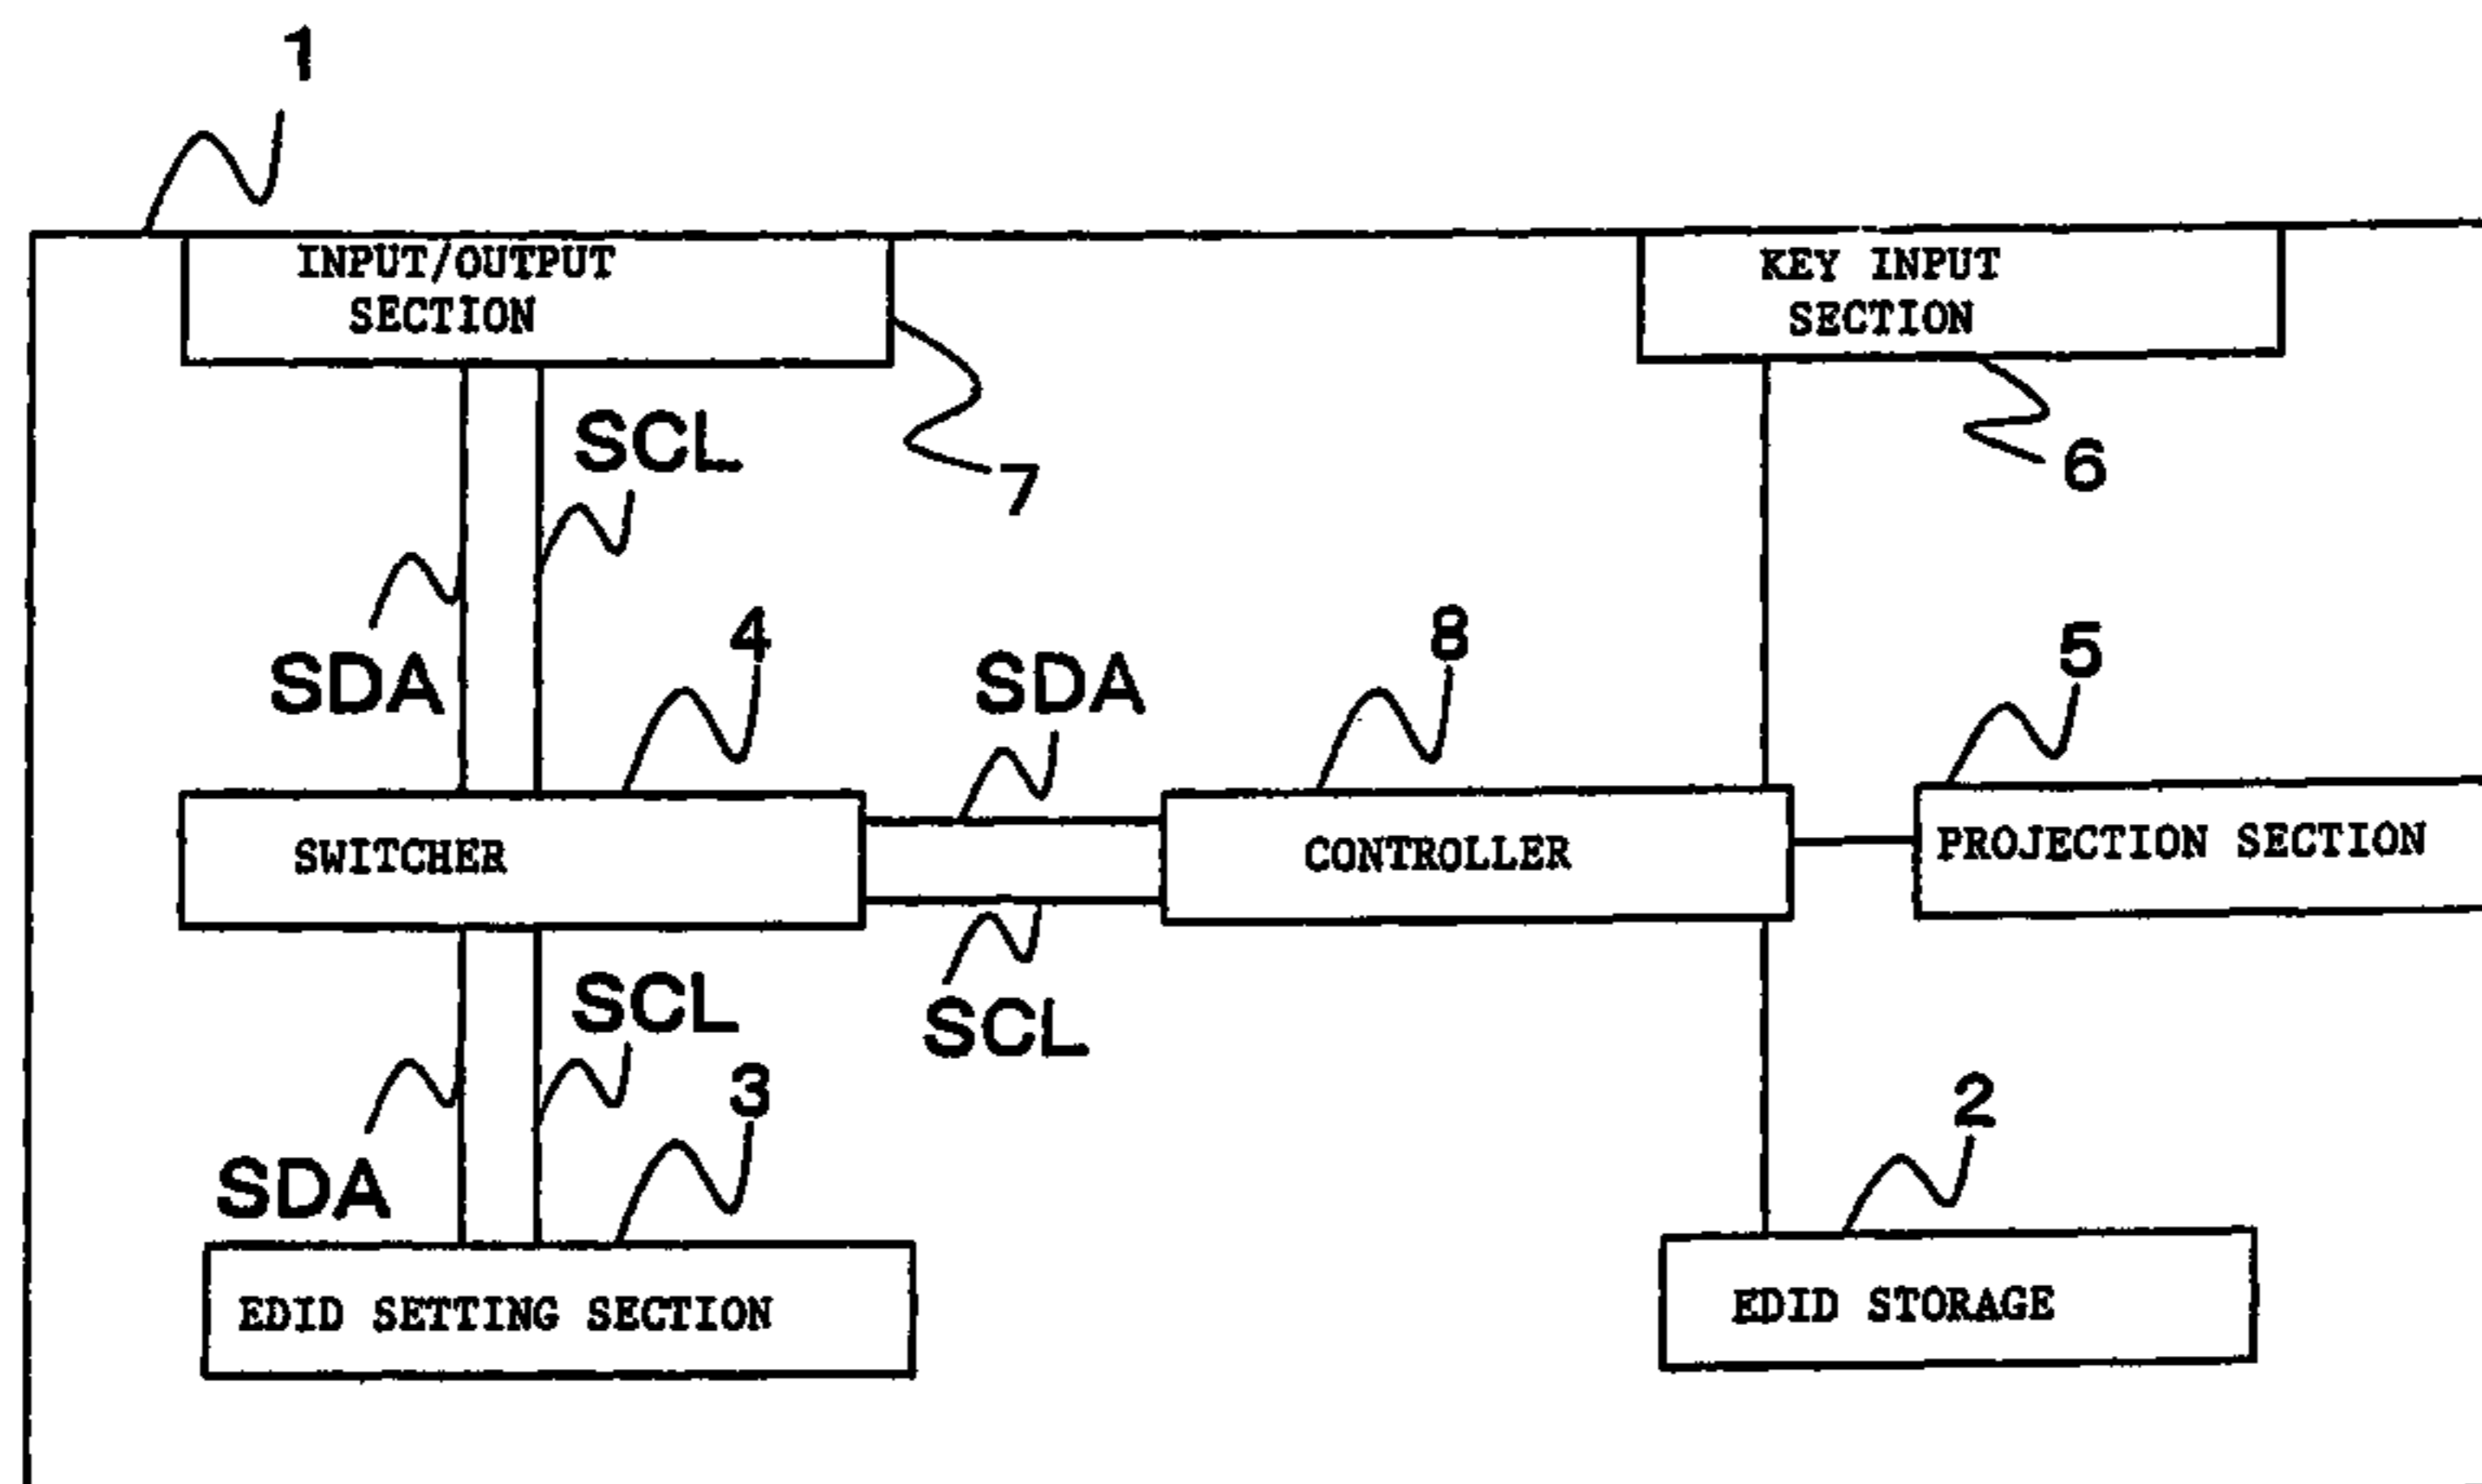 1
INPUT/OUTPUT
SECTION
KEY INPUT
SECTION
SCL
7
6
SDA
4
SDA
8
5
SWITCHER
CONTROLLER
PROJECTION SECTION
SCL
SCL
3
2
SDA
EDID SETTING SECTION
EDID STORAGE